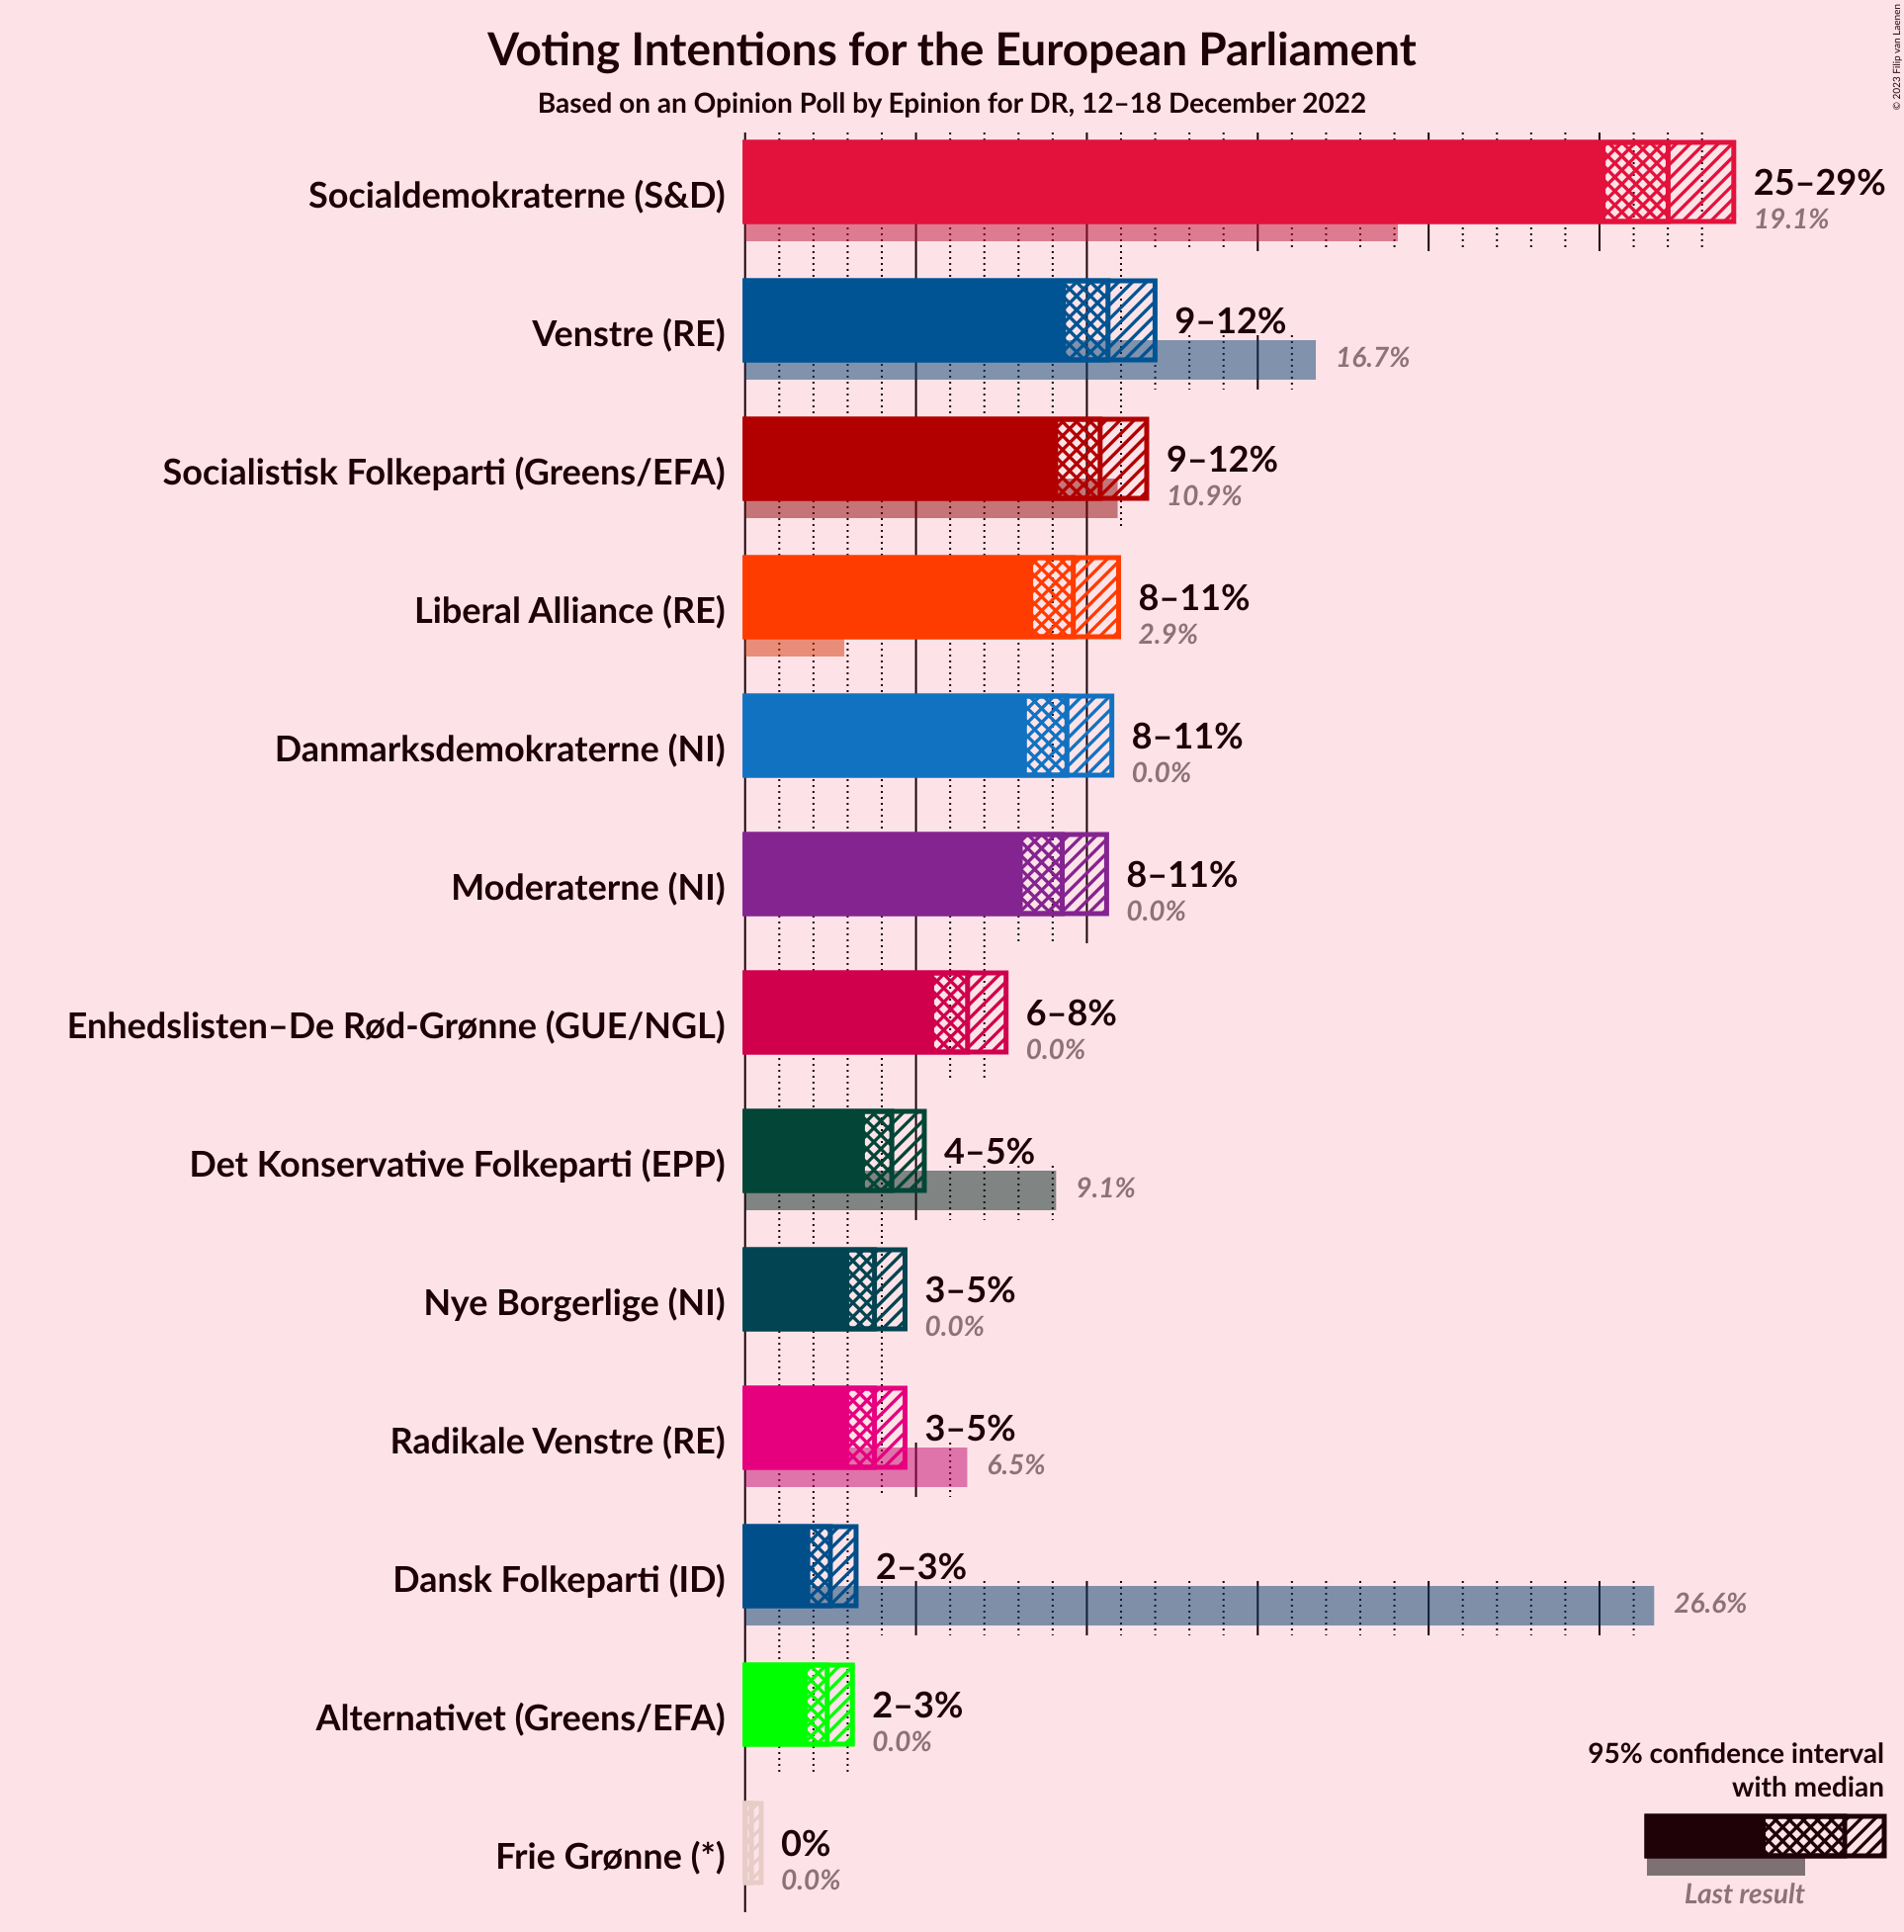 © 2023 Filip van Laenen
Voting Intentions for the European Parliament
Based on an Opinion Poll by Epinion for DR, 12–18 December 2022
Socialdemokraterne (S&D)
25–29%
19.1%
Venstre (RE)
9–12%
16.7%
Socialistisk Folkeparti (Greens/EFA)
9–12%
10.9%
Liberal Alliance (RE)
8–11%
2.9%
Danmarksdemokraterne (NI)
8–11%
0.0%
Moderaterne (NI)
8–11%
0.0%
Enhedslisten–De Rød-Grønne (GUE/NGL)
6–8%
0.0%
Det Konservative Folkeparti (EPP)
4–5%
9.1%
Nye Borgerlige (NI)
3–5%
0.0%
Radikale Venstre (RE)
3–5%
6.5%
Dansk Folkeparti (ID)
2–3%
26.6%
Alternativet (Greens/EFA)
2–3%
0.0%
Frie Grønne (*)
0%
0.0%
95% confidence interval
with median
Last result